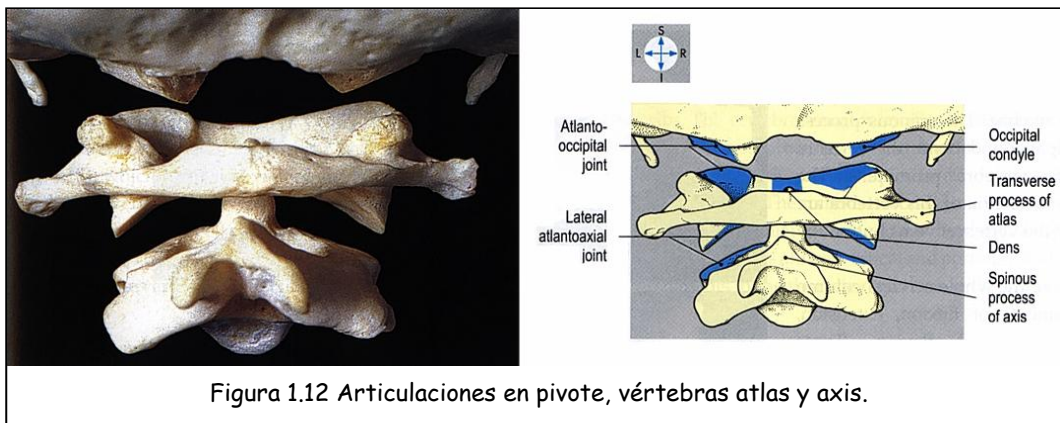 S
L R
I
Atlanto-
occipital
joint
Lateral
atlantoaxial
joint
Occipital
condyle
Transverse
process of
atlas
Dens
Spinous
process
of axis
Figura 1.12 Articulaciones en pivote, vértebras atlas y axis.